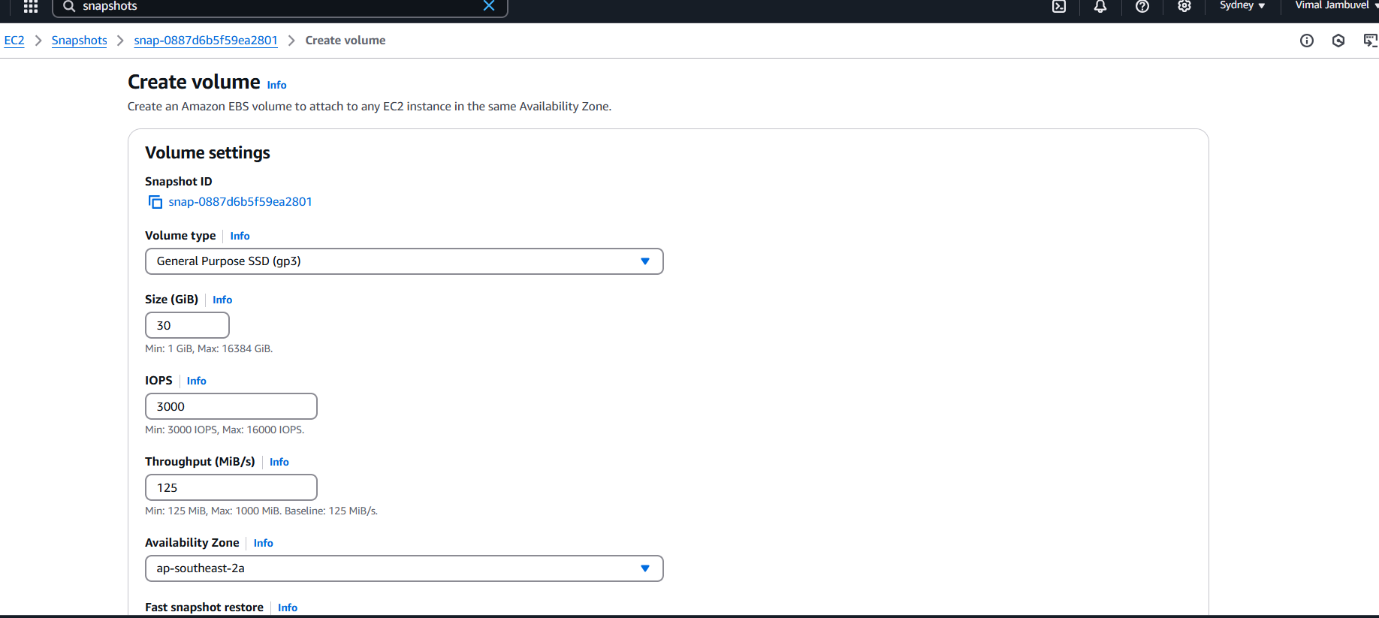 snapshots
Sydney
Vimal Jambuvel
EC2 > Snapshots > snap-0887d6b5f59ea2801 > Create volume
Create volume Info
Create an Amazon EBS volume to attach to any EC2 instance in the same Availability Zone.
Volume settings
Snapshot ID
snap-0887d6b5f59ea2801
Volume type Info
General Purpose SSD (gp3)
Size (GiB) Info
30
Min: 1 GiB, Max: 16384 GiB.
IOPS Info
3000
Min: 3000 IOPS, Max: 16000 IOPS.
Throughput (MiB/s) Info
125
Min: 125 MiB, Max: 1000 MiB. Baseline: 125 MiB/s.
Availability Zone Info
ap-southeast-2a
Fast snapshot restore Info